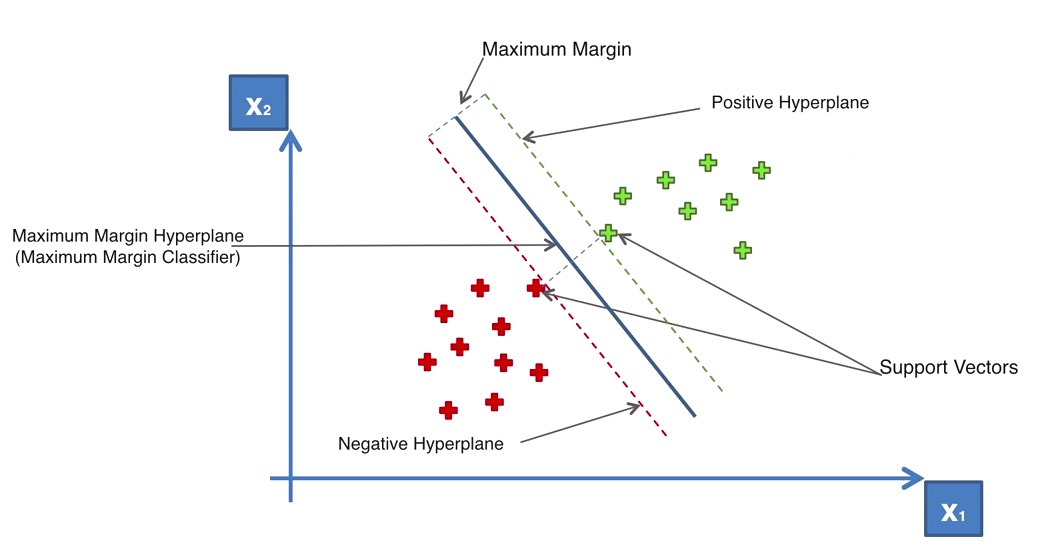 Maximum Margin
X2
Positive Hyperplane
Maximum Margin Hyperplane
(Maximum Margin Classifier)
Support Vectors
Negative Hyperplane
X1